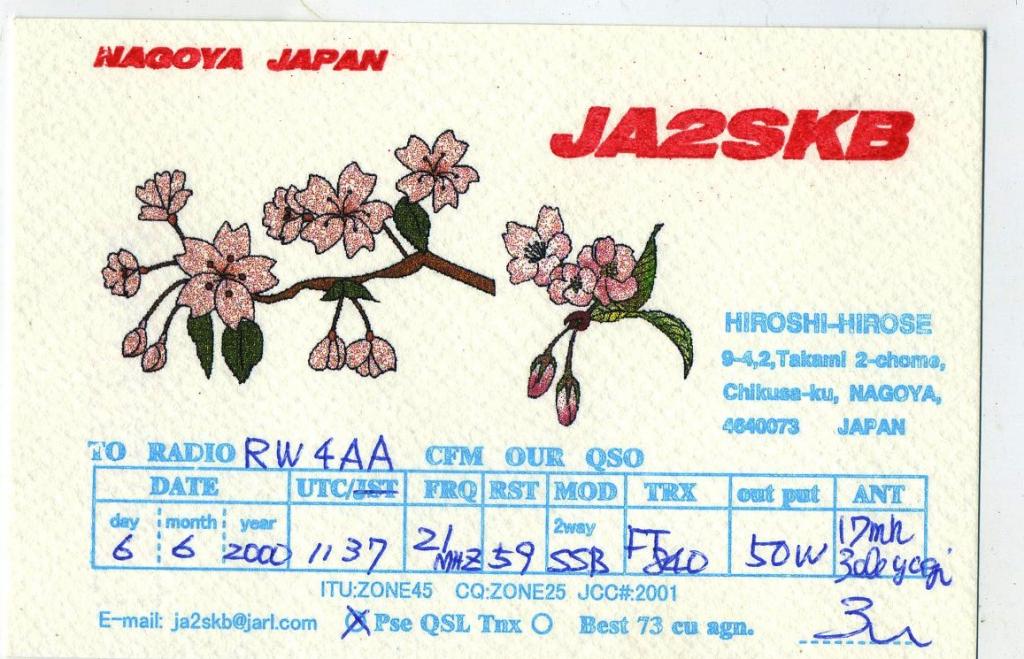 NAGOYA JAPAN
JA2SKB
HIROSHI-HIROSE
9-4,2,Takami 2-chome,
Chikusa-ku, NAGOYA,
4640073 JAPAN
TO RADIO RW4AA CFM OUR QSO
DATE UTC/JST FRQ RST MOD TRX out put ANT
day month year 2way
6 6 2000 1137 21 MHZ 59 SSB FT 840 50W 17mh
3ele yagi
ITU:ZONE45 CQ:ZONE25 JCC#:2001
E-mail: ja2skb@jarl.com X Pse QSL Tnx O Best 73 cu agn.